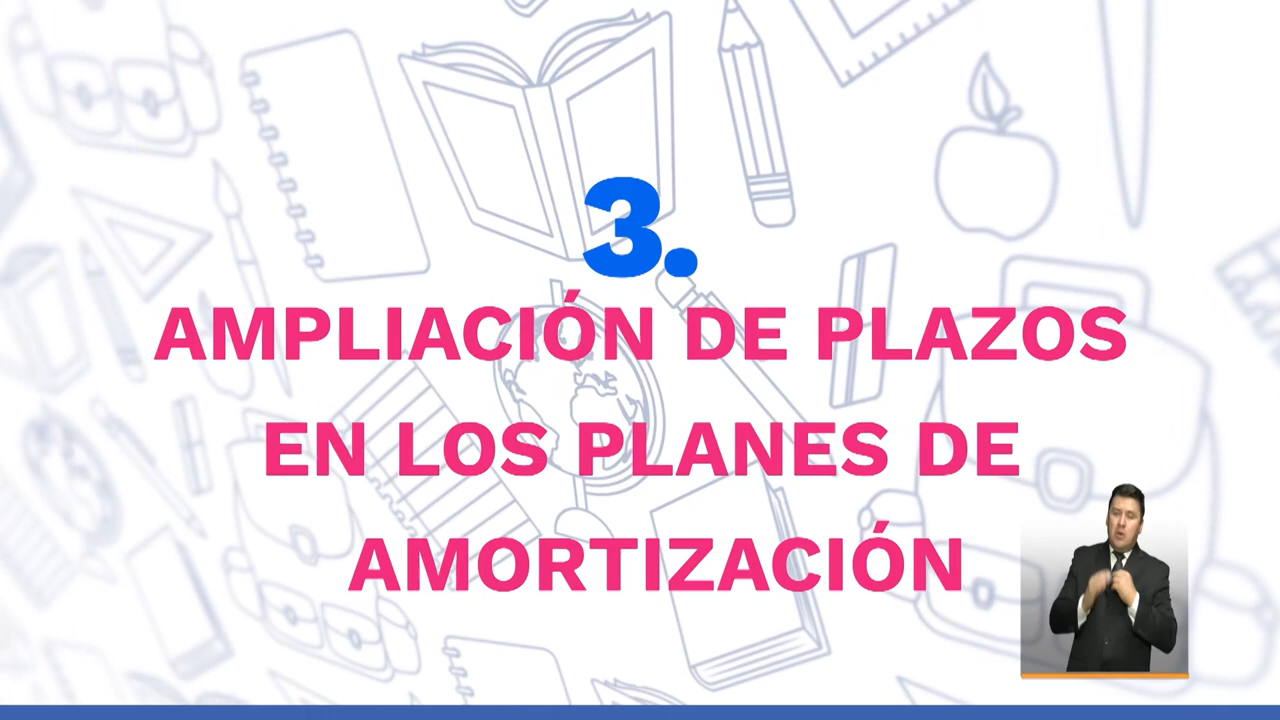 3.
AMPLIACIÓN DE PLAZOS
EN LOS PLANES DE
AMORTIZACIÓN